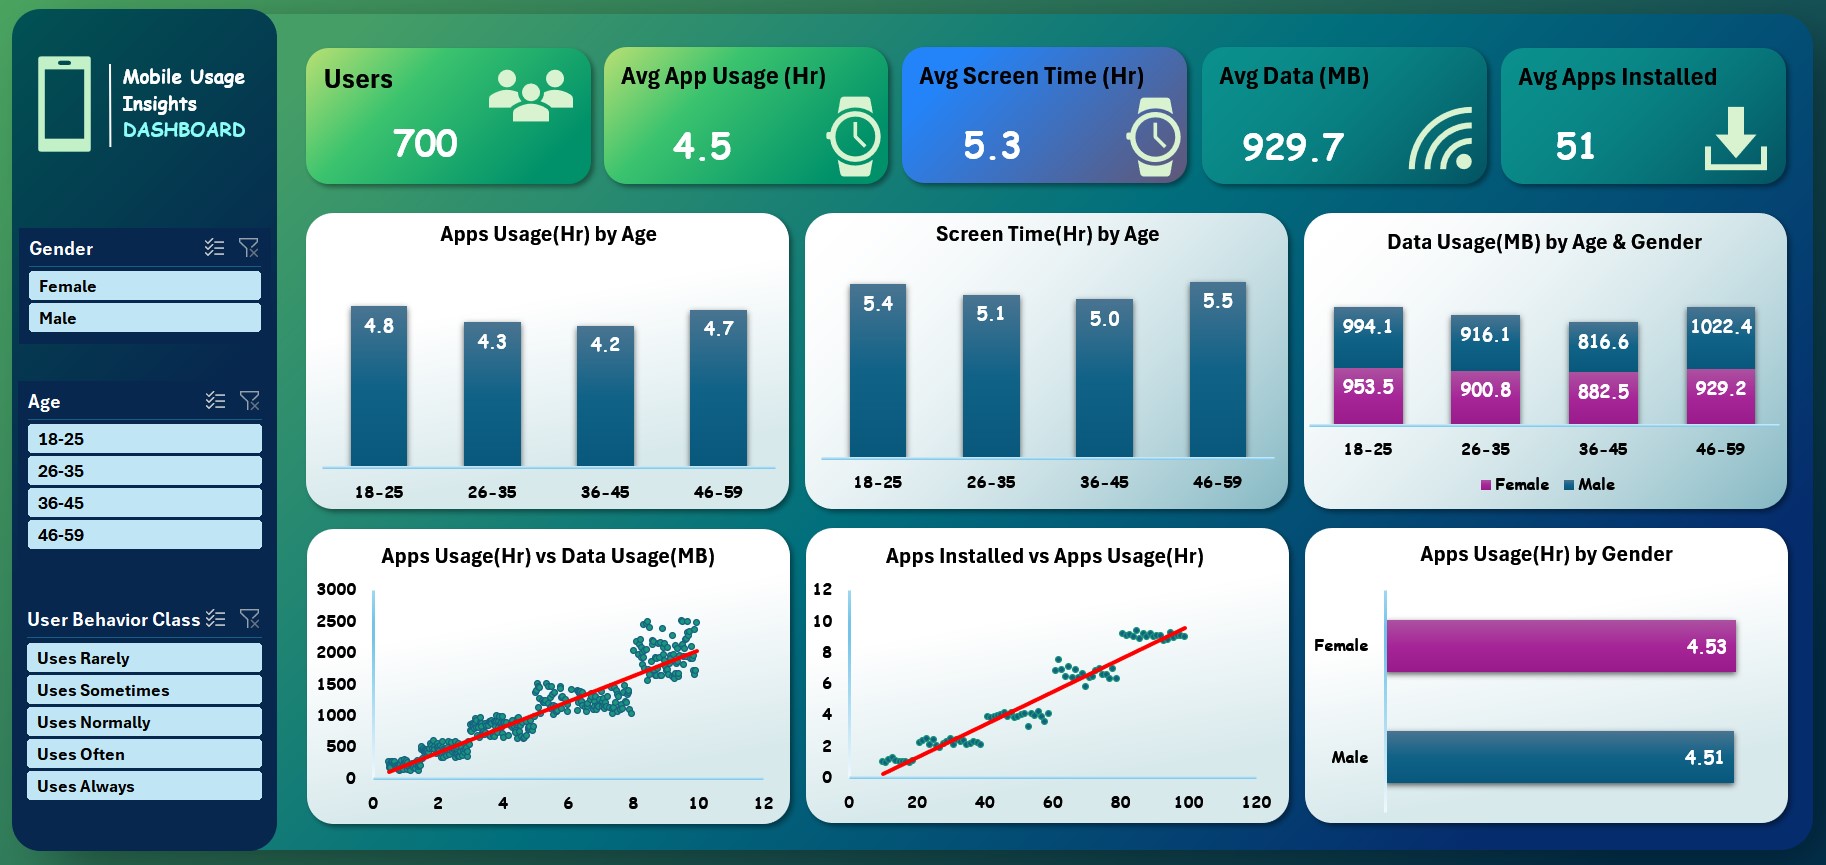 Mobile Usage
Insights
DASHBOARD
Gender
Female
Male
Age
18-25
26-35
36-45
46-59
User Behavior Class
Uses Rarely
Uses Sometimes
Uses Normally
Uses Often
Uses Always
Users
700
Avg App Usage (Hr)
4.5
Avg Screen Time (Hr)
5.3
Avg Data (MB)
929.7
Avg Apps Installed
51
Apps Usage(Hr) by Age
4.8 4.3 4.2 4.7
18-25 26-35 36-45 46-59
Screen Time(Hr) by Age
5.4 5.1 5.0 5.5
18-25 26-35 36-45 46-59
Data Usage(MB) by Age & Gender
994.1 916.1 816.6 1022.4
953.5 900.8 882.5 929.2
18-25 26-35 36-45 46-59
Female Male
Apps Usage(Hr) vs Data Usage(MB)
3000
2500
2000
1500
1000
500
0
0 2 4 6 8 10 12
Apps Installed vs Apps Usage(Hr)
12
10
8
6
4
2
0
0 20 40 60 80 100 120
Apps Usage(Hr) by Gender
Female 4.53
Male 4.51